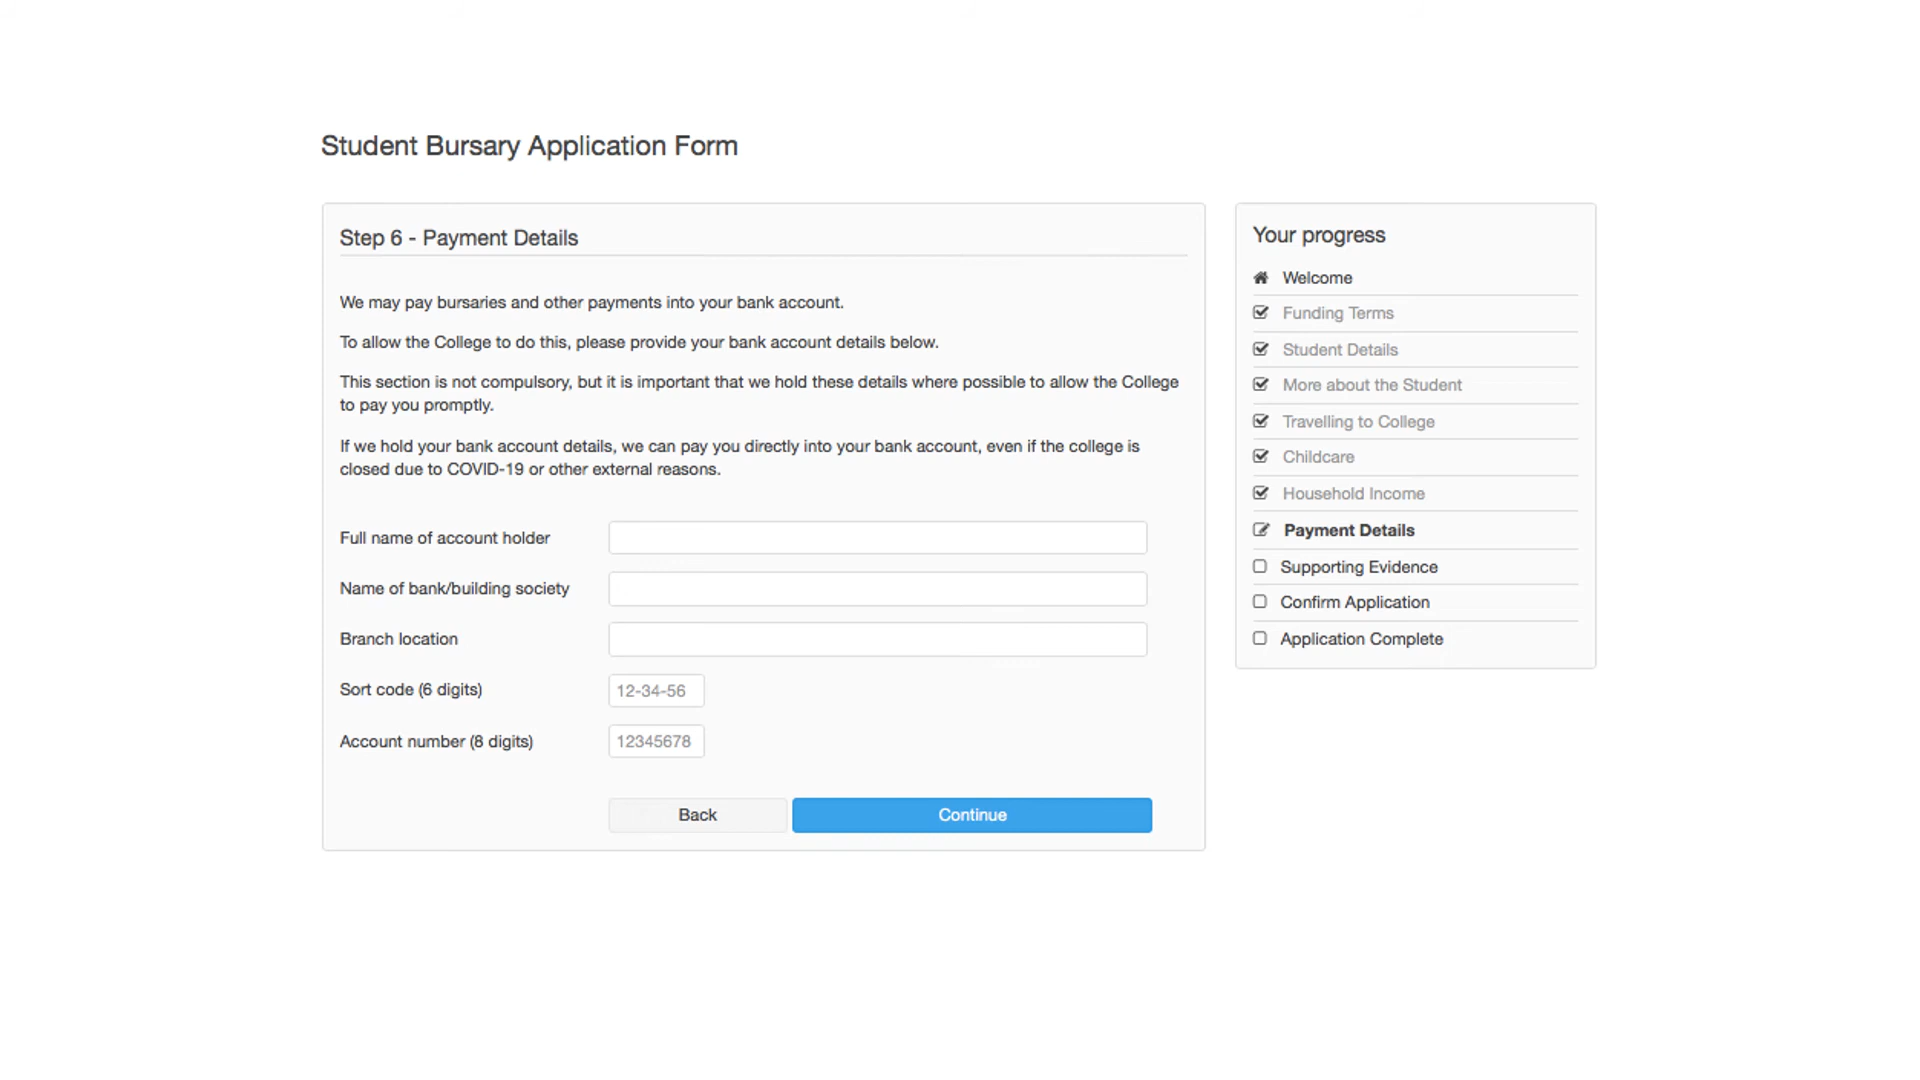 Student Bursary Application Form
Step 6 - Payment Details
We may pay bursaries and other payments into your bank account.
To allow the College to do this, please provide your bank account details below.
This section is not compulsory, but it is important that we hold these details where possible to allow the College
to pay you promptly.
If we hold your bank account details, we can pay you directly into your bank account, even if the college is
closed due to COVID-19 or other external reasons.
Full name of account holder
Name of bank/building society
Branch location
Sort code (6 digits)
12-34-56
Account number (8 digits)
12345678
Back
Continue
Your progress
Welcome
Funding Terms
Student Details
More about the Student
Travelling to College
Childcare
Household Income
Payment Details
Supporting Evidence
Confirm Application
Application Complete